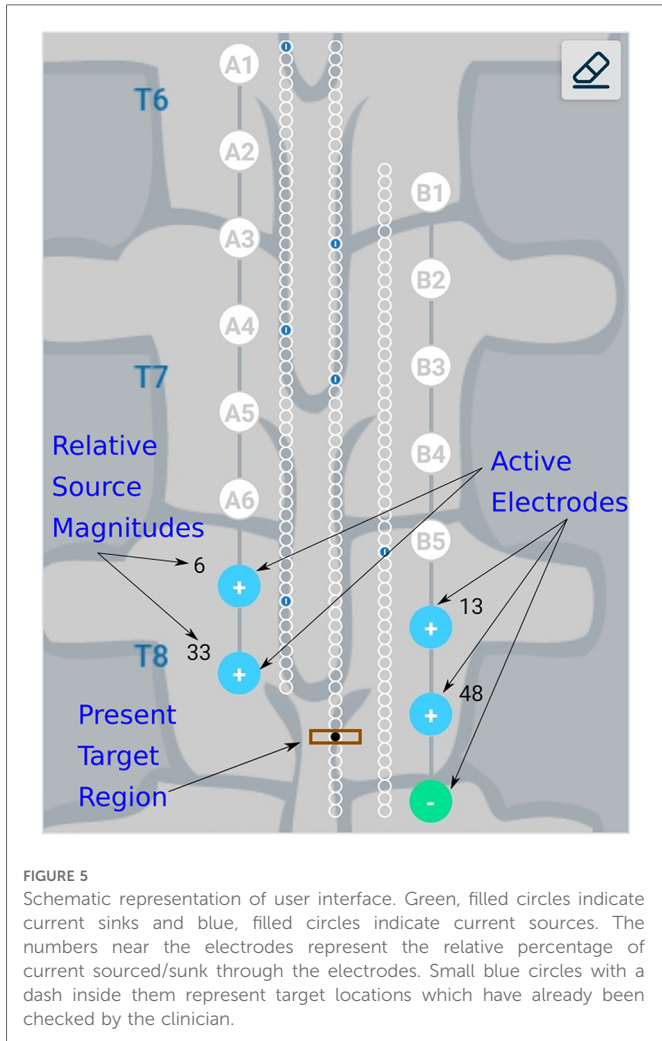 A1
T6
A2
B1
A3
B2
A4
T7
B3
A5
Relative
Source
Magnitudes
B4
Active
Electrodes
A6
B5
6
+
13
+
33
T8
+
48
+
Present
Target
Region
-
FIGURE 5
Schematic representation of user interface. Green, filled circles indicate
current sinks and blue, filled circles indicate current sources. The
numbers near the electrodes represent the relative percentage of
current sourced/sunk through the electrodes. Small blue circles with a
dash inside them represent target locations which have already been
checked by the clinician.